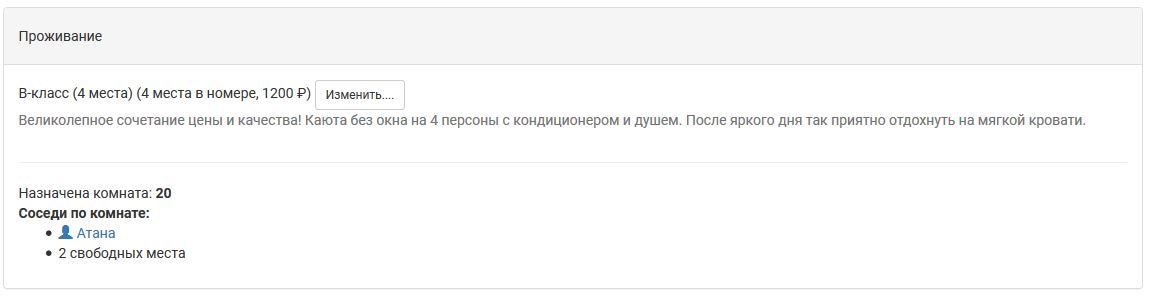 Проживание
В-класс (4 места) (4 места в номере, 1200 ₽) Изменить....
Великолепное сочетание цены и качества! Каюта без окна на 4 персоны с кондиционером и душем. После яркого дня так приятно отдохнуть на мягкой кровати.
Назначена комната: 20
Соседи по комнате:
Атана
2 свободных места